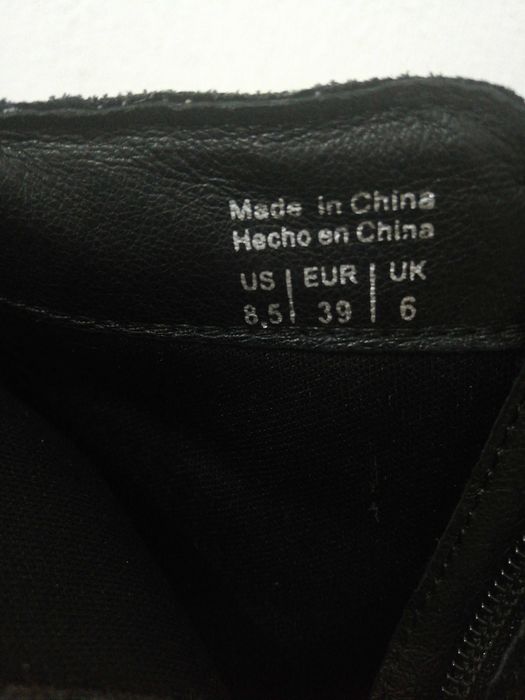 Made in China
Hecho en China
US | EUR | UK
8.5 | 39 | 6